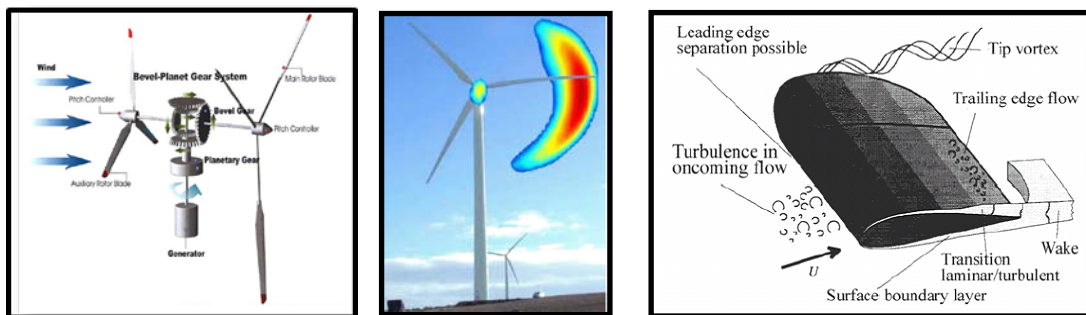 Wind
Bevel-Planet Gear System
Main Rotor Blade
Pitch Controller
Bevel Gear
Pitch Controller
Planetary Gear
Auxiliary Rotor Blade
Generator
Leading edge
separation possible
Tip vortex
Trailing edge flow
Turbulence in
oncoming flow
U
Wake
Transition
laminar/turbulent
Surface boundary layer